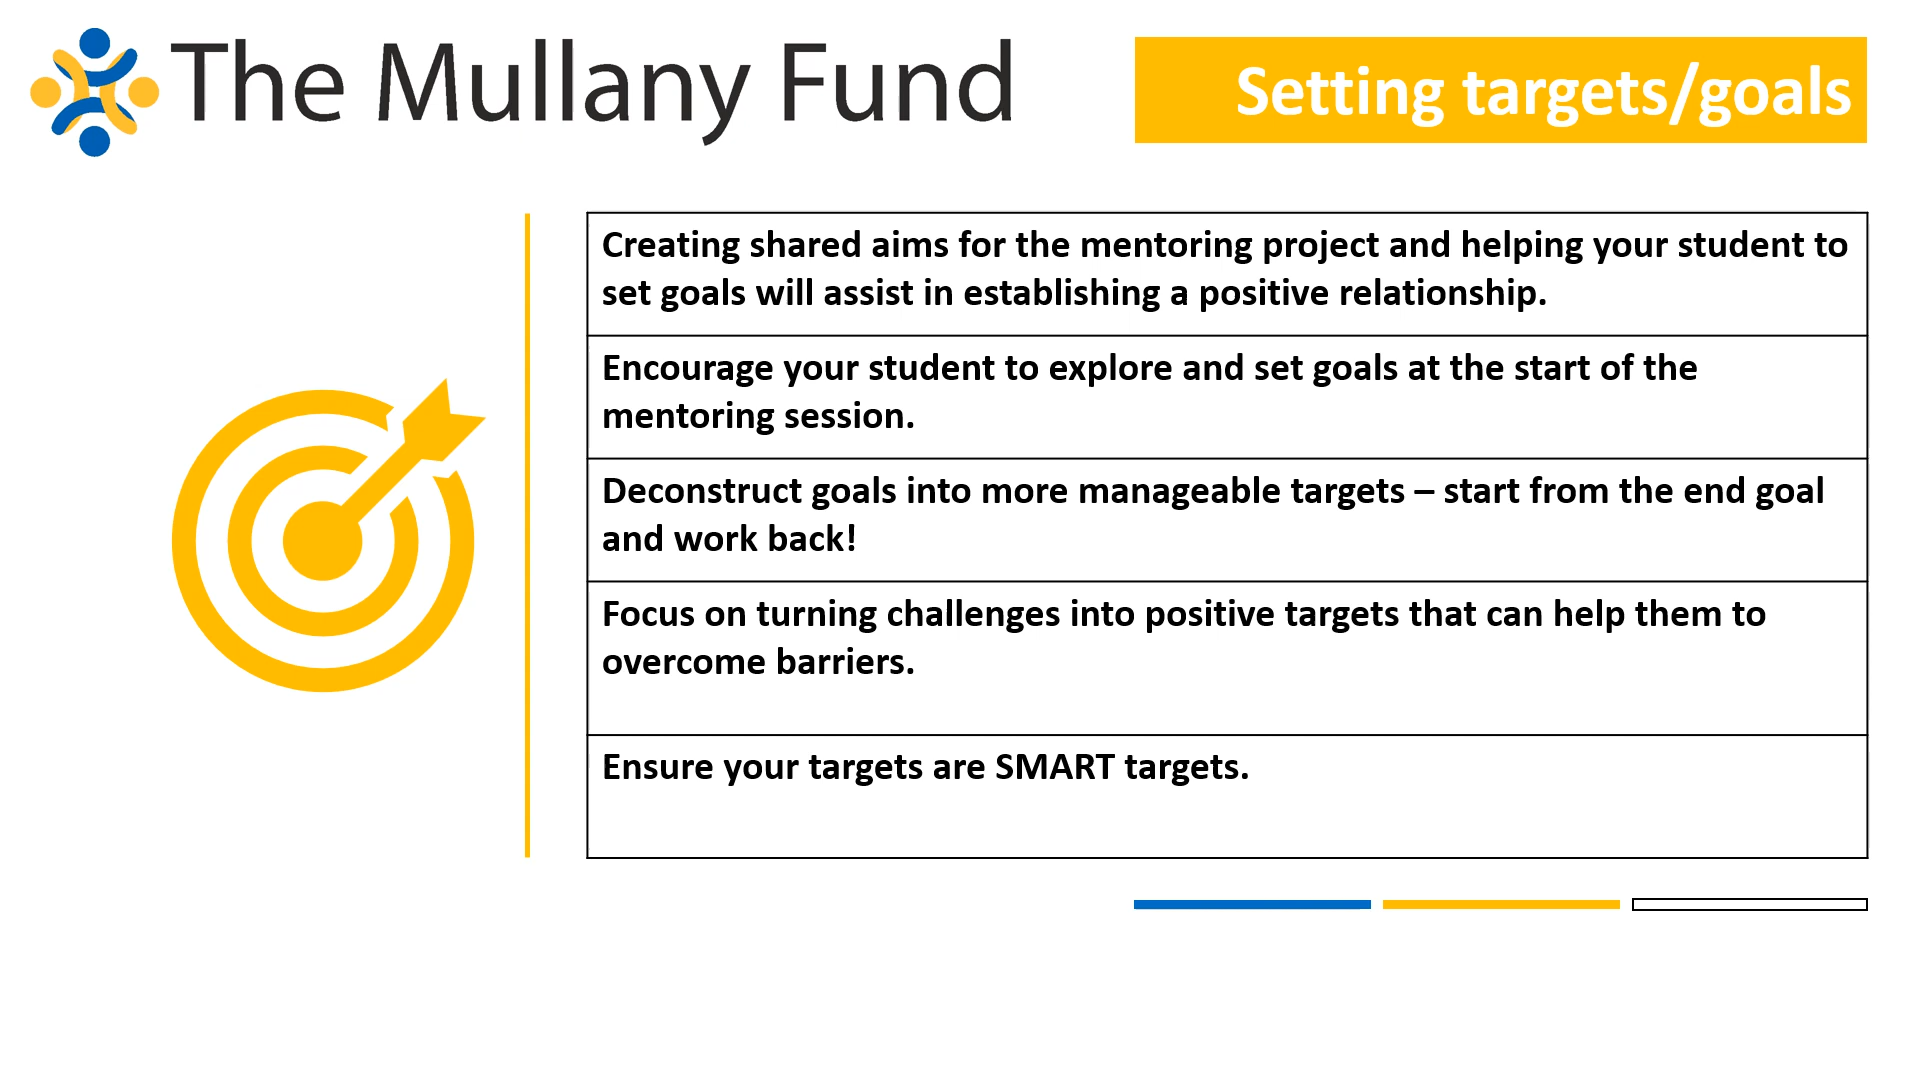 The Mullany Fund
Setting targets/goals
Creating shared aims for the mentoring project and helping your student to
set goals will assist in establishing a positive relationship.
Encourage your student to explore and set goals at the start of the
mentoring session.
Deconstruct goals into more manageable targets – start from the end goal
and work back!
Focus on turning challenges into positive targets that can help them to
overcome barriers.
Ensure your targets are SMART targets.